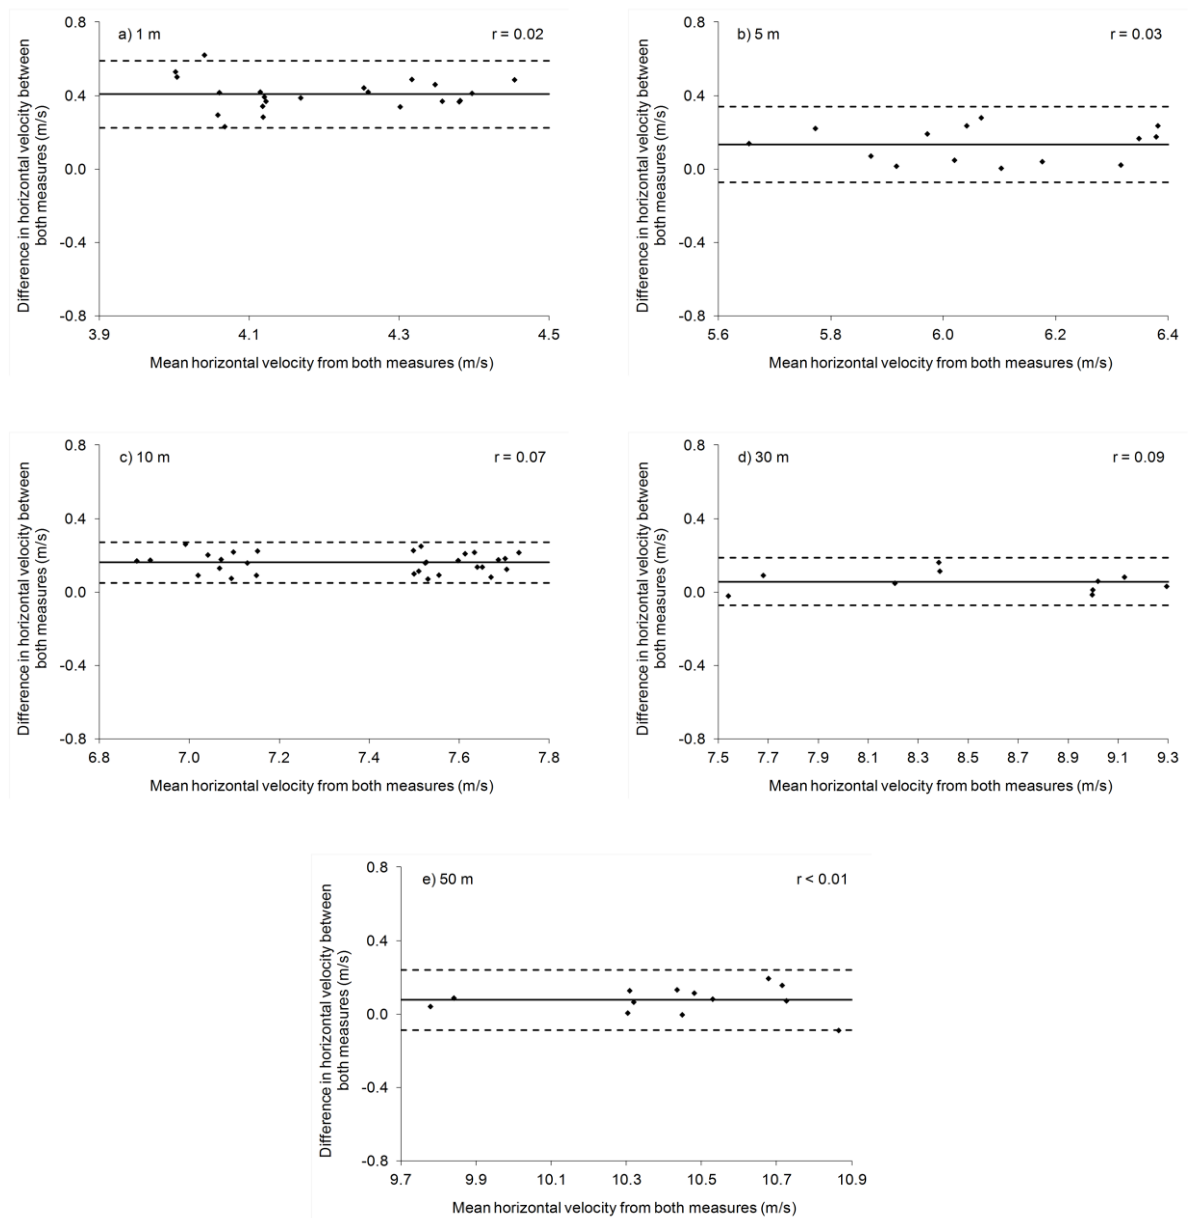 a) 1 m
r = 0.02
Difference in horizontal velocity between
both measures (m/s)
0.8
0.4
0.0
-0.4
-0.8
3.9
4.1
4.3
4.5
Mean horizontal velocity from both measures (m/s)
b) 5 m
r = 0.03
Difference in horizontal velocity between
both measures (m/s)
0.8
0.4
0.0
-0.4
-0.8
5.6
5.8
6.0
6.2
6.4
Mean horizontal velocity from both measures (m/s)
c) 10 m
r = 0.07
Difference in horizontal velocity between
both measures (m/s)
0.8
0.4
0.0
-0.4
-0.8
6.8
7.0
7.2
7.4
7.6
7.8
Mean horizontal velocity from both measures (m/s)
d) 30 m
r = 0.09
Difference in horizontal velocity between
both measures (m/s)
0.8
0.4
0.0
-0.4
-0.8
7.5
7.7
7.9
8.1
8.3
8.5
8.7
8.9
9.1
9.3
Mean horizontal velocity from both measures (m/s)
e) 50 m
r < 0.01
Difference in horizontal velocity between
both measures (m/s)
0.8
0.4
0.0
-0.4
-0.8
9.7
9.9
10.1
10.3
10.5
10.7
10.9
Mean horizontal velocity from both measures (m/s)